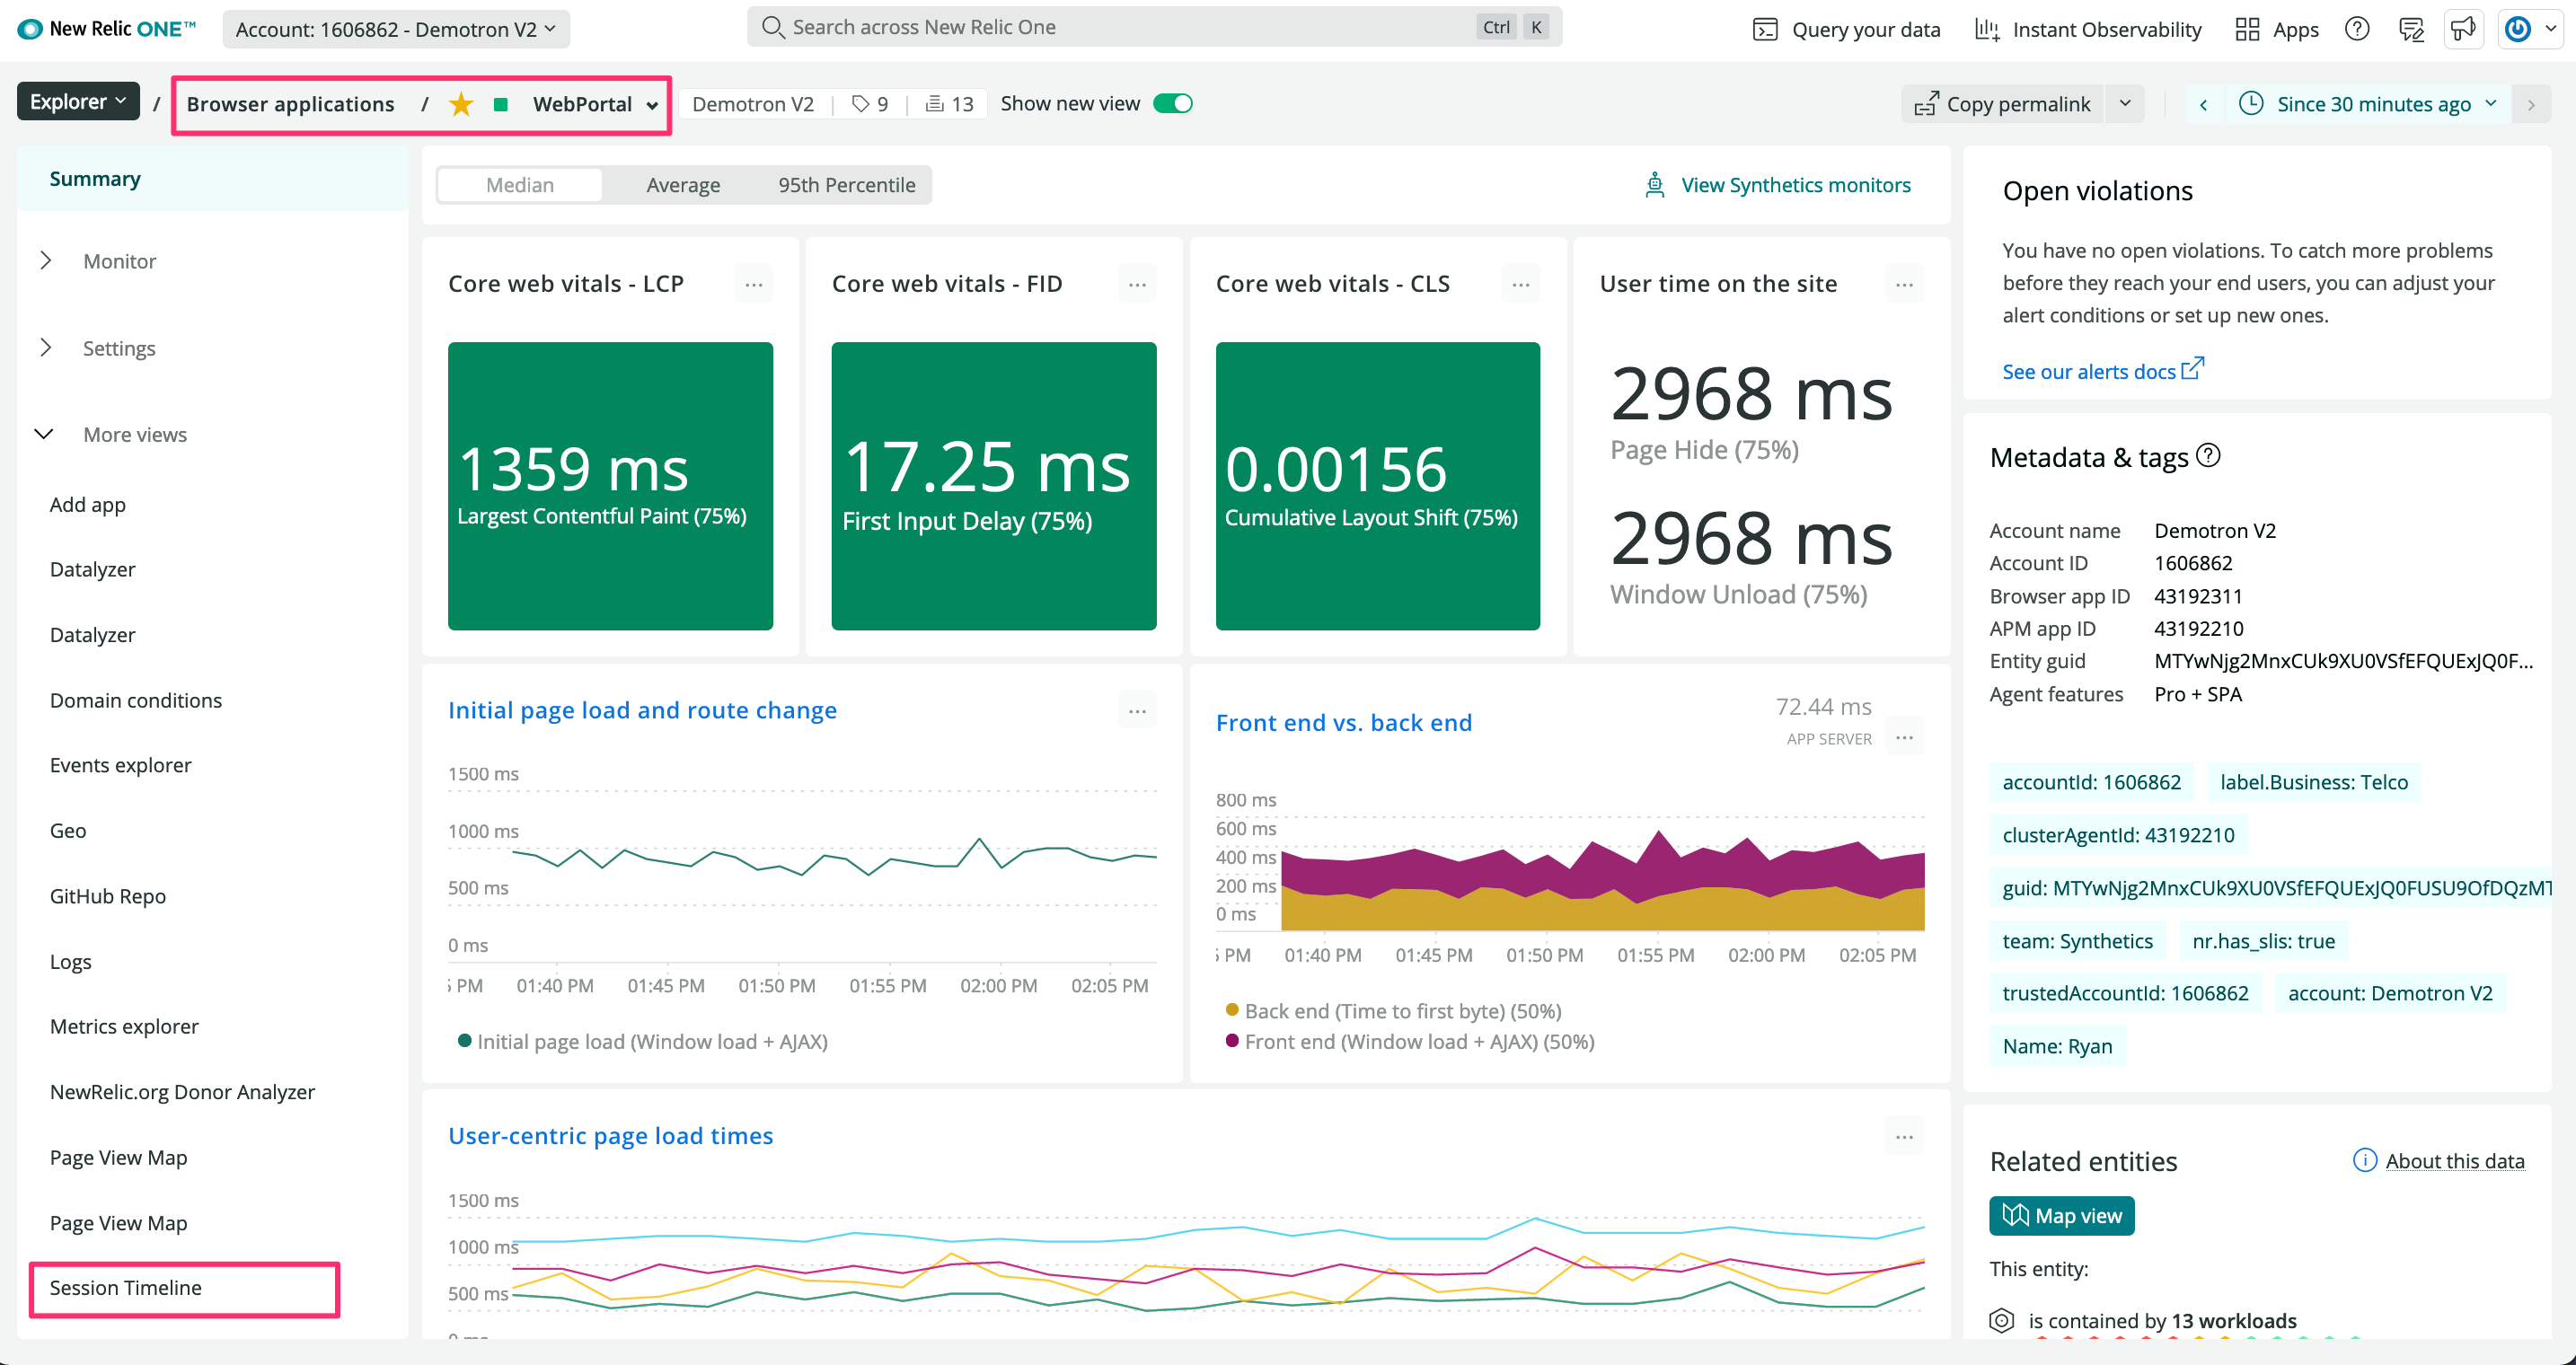 New Relic ONE™
Account: 1606862 - Demotron V2
Search across New Relic One
Ctrl K
Query your data
Instant Observability
Apps
Explorer / Browser applications / WebPortal
Demotron V2 9 13
Show new view
Copy permalink
Since 30 minutes ago
Summary
Monitor
Settings
More views
Add app
Datalyzer
Datalyzer
Domain conditions
Events explorer
Geo
GitHub Repo
Logs
Metrics explorer
NewRelic.org Donor Analyzer
Page View Map
Page View Map
Session Timeline
Median Average 95th Percentile
View Synthetics monitors
Core web vitals - LCP
1359 ms
Largest Contentful Paint (75%)
Core web vitals - FID
17.25 ms
First Input Delay (75%)
Core web vitals - CLS
0.00156
Cumulative Layout Shift (75%)
User time on the site
2968 ms
Page Hide (75%)
2968 ms
Window Unload (75%)
Initial page load and route change
1500 ms
1000 ms
500 ms
0 ms
PM 01:40 PM 01:45 PM 01:50 PM 01:55 PM 02:00 PM 02:05 PM
Initial page load (Window load + AJAX)
Front end vs. back end
72.44 ms
APP SERVER
800 ms
600 ms
400 ms
200 ms
0 ms
PM 01:40 PM 01:45 PM 01:50 PM 01:55 PM 02:00 PM 02:05 PM
Back end (Time to first byte) (50%)
Front end (Window load + AJAX) (50%)
User-centric page load times
1500 ms
1000 ms
500 ms
Open violations
You have no open violations. To catch more problems
before they reach your end users, you can adjust your
alert conditions or set up new ones.
See our alerts docs
Metadata & tags
Account name Demotron V2
Account ID 1606862
Browser app ID 43192311
APM app ID 43192210
Entity guid MTYwNjg2MnxCUk9XU0VSfEFQUExJQ0F...
Agent features Pro + SPA
accountId: 1606862 label.Business: Telco
clusterAgentId: 43192210
guid: MTYwNjg2MnxCUk9XU0VSfEFQUExJQ0FUSU9OfDQzMT
team: Synthetics nr.has_slis: true
trustedAccountId: 1606862 account: Demotron V2
Name: Ryan
Related entities
About this data
Map view
This entity:
is contained by 13 workloads